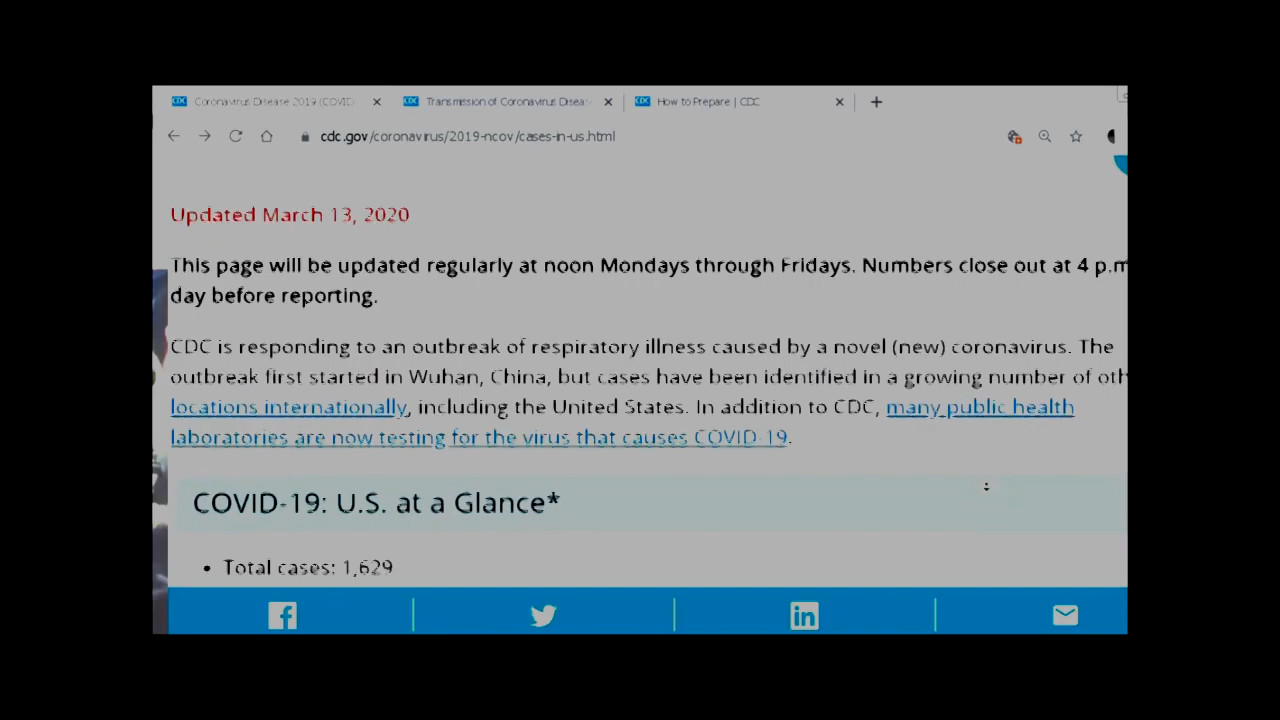 CDC Coronavirus Disease 2019 (COVID- × CDC Transmission of Coronavirus Diseas × CDC How to Prepare | CDC × +
cdc.gov/coronavirus/2019-ncov/cases-in-us.html
Updated March 13, 2020
This page will be updated regularly at noon Mondays through Fridays. Numbers close out at 4 p.m
day before reporting.
CDC is responding to an outbreak of respiratory illness caused by a novel (new) coronavirus. The
outbreak first started in Wuhan, China, but cases have been identified in a growing number of oth
locations internationally, including the United States. In addition to CDC, many public health
laboratories are now testing for the virus that causes COVID-19.
COVID-19: U.S. at a Glance*
• Total cases: 1,629